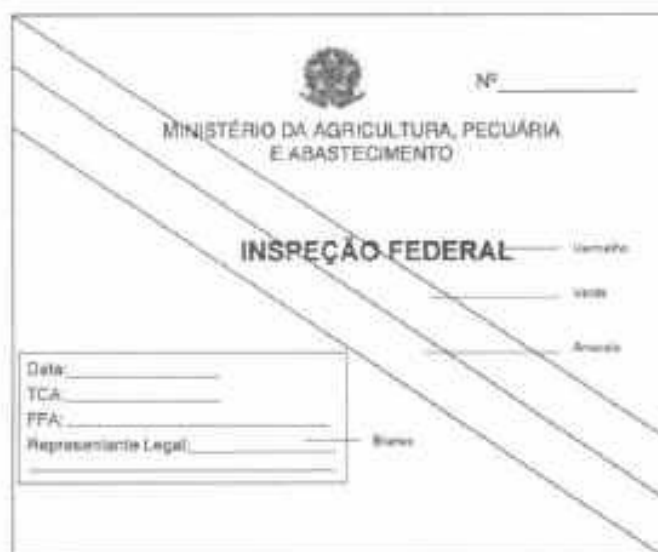 Nº
MINISTÉRIO DA AGRICULTURA, PECUÁRIA
E ABASTECIMENTO
INSPEÇÃO FEDERAL
Vermelho
Verde
Amarelo
Data:
TCA:
FFA:
Representante Legal:
Branco